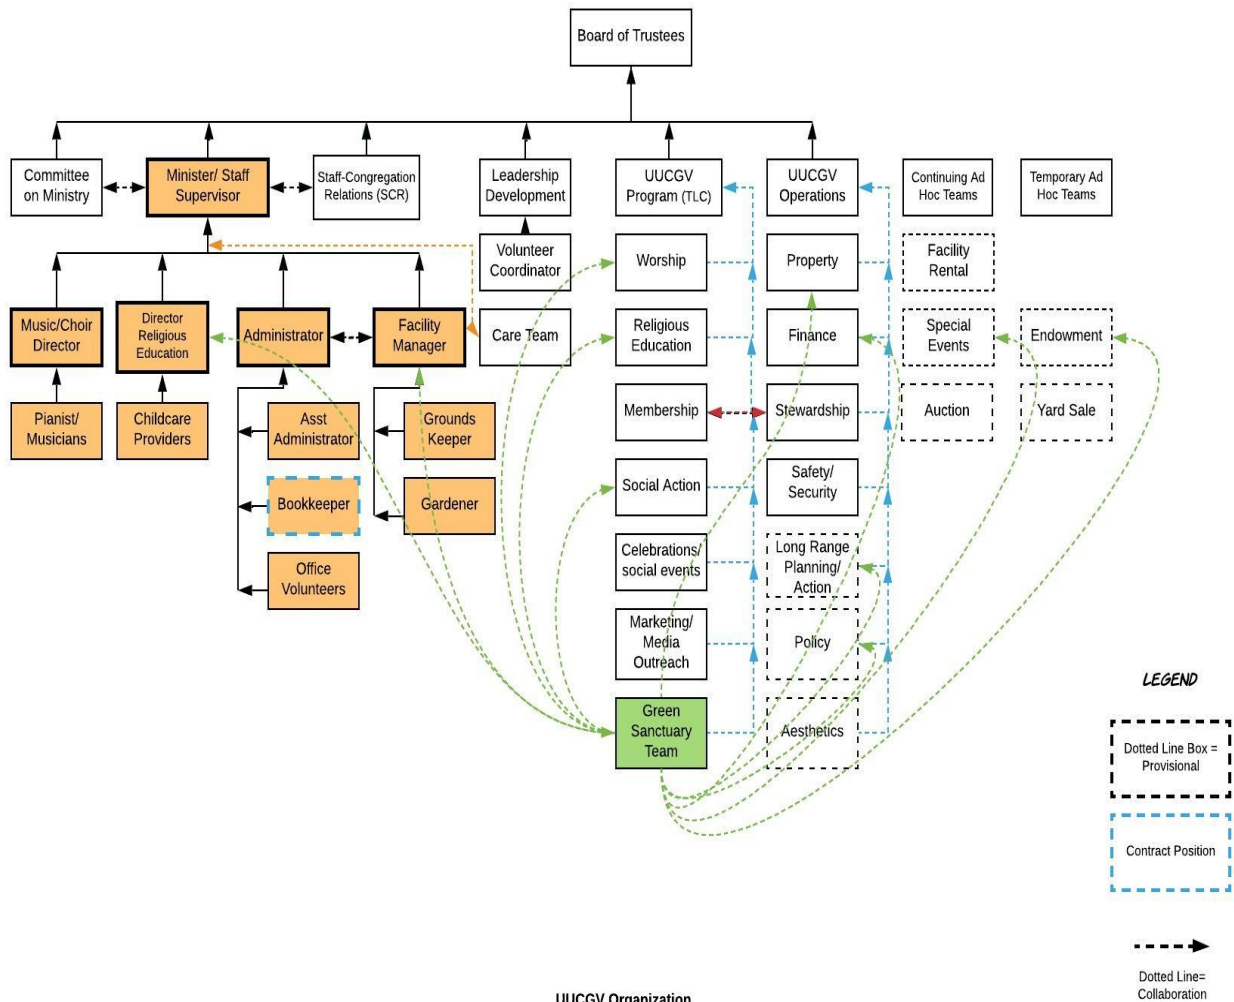 Board of Trustees
Committee
on Ministry
Minister/ Staff
Supervisor
Staff-Congregation
Relations (SCR)
Leadership
Development
UUCGV
Program (TLC)
UUCGV
Operations
Continuing Ad
Hoc Teams
Temporary Ad
Hoc Teams
Volunteer
Coordinator
Worship
Property
Facility
Rental
Music/Choir
Director
Director
Religious
Education
Administrator
Facility
Manager
Care Team
Religious
Education
Finance
Special
Events
Endowment
Pianist/
Musicians
Childcare
Providers
Asst
Administrator
Grounds
Keeper
Membership
Stewardship
Auction
Yard Sale
Bookkeeper
Gardener
Social Action
Safety/
Security
Office
Volunteers
Celebrations/
social events
Long Range
Planning/
Action
Marketing/
Media
Outreach
Policy
Green
Sanctuary
Team
Aesthetics
LEGEND
Dotted Line Box =
Provisional
Contract Position
Dotted Line=
Collaboration
UUCGV Organization